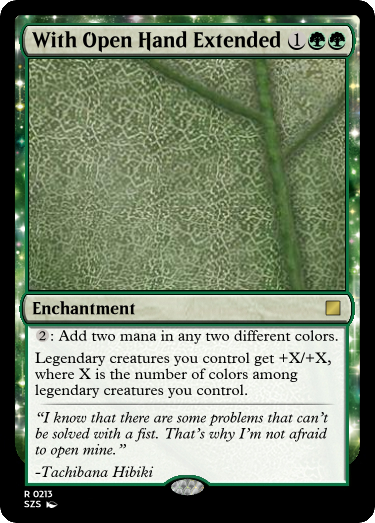 With Open Hand Extended 1
Enchantment
2: Add two mana in any two different colors.
Legendary creatures you control get +X/+X,
where X is the number of colors among
legendary creatures you control.
“I know that there are some problems that can’t
be solved with a fist. That’s why I’m not afraid
to open mine.”
-Tachibana Hibiki
R 0213
SZS